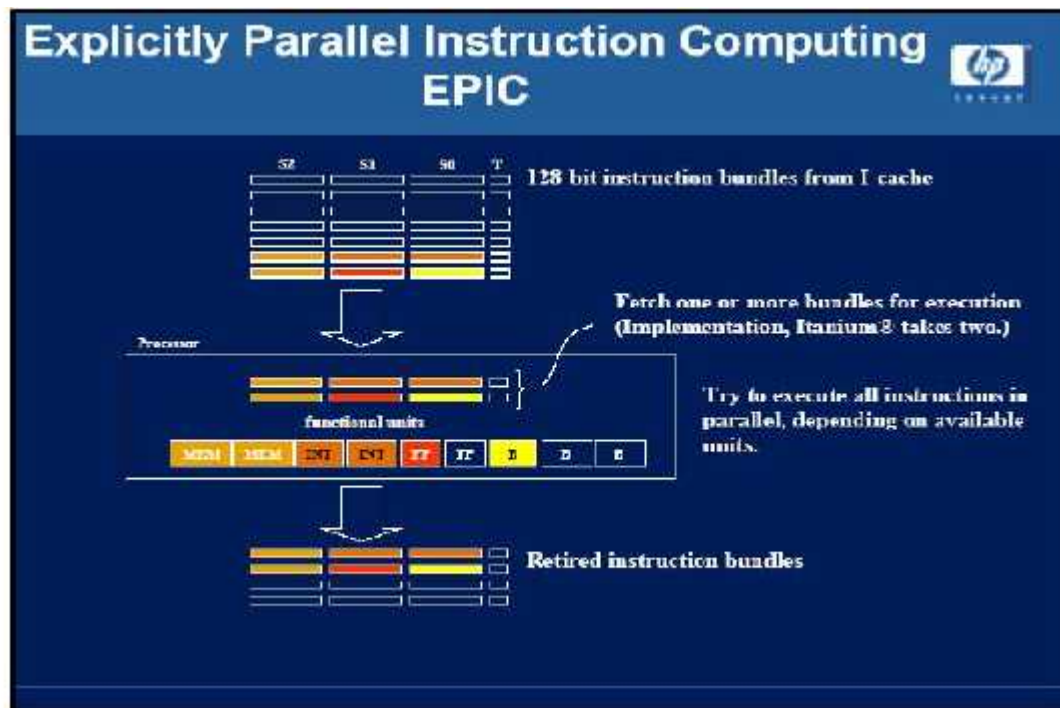 Explicitly Parallel Instruction Computing
EPIC
hp
invent
S2 S1 S0 T
128 bit instruction bundles from I cache
Fetch one or more bundles for execution
(Implementation, Itanium® takes two.)
Processor
functional units
MEM MEM INT INT FP FP B B B
Try to execute all instructions in
parallel, depending on available
units.
Retired instruction bundles